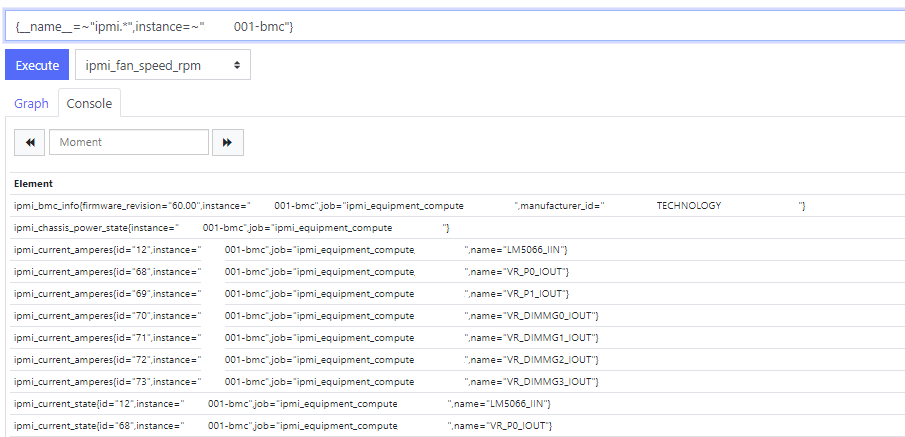 {__name__=~"ipmi.*",instance=~" 001-bmc"}
Execute ipmi_fan_speed_rpm
Graph Console
Moment
Element
ipmi_bmc_info{firmware_revision="60.00",instance=" 001-bmc",job="ipmi_equipment_compute ",manufacturer_id=" TECHNOLOGY "}
ipmi_chassis_power_state{instance=" 001-bmc",job="ipmi_equipment_compute "}
ipmi_current_amperes{id="12",instance=" 001-bmc",job="ipmi_equipment_compute ",name="LM5066_IIN"}
ipmi_current_amperes{id="68",instance=" 001-bmc",job="ipmi_equipment_compute ",name="VR_P0_IOUT"}
ipmi_current_amperes{id="69",instance=" 001-bmc",job="ipmi_equipment_compute ",name="VR_P1_IOUT"}
ipmi_current_amperes{id="70",instance=" 001-bmc",job="ipmi_equipment_compute ",name="VR_DIMMG0_IOUT"}
ipmi_current_amperes{id="71",instance=" 001-bmc",job="ipmi_equipment_compute ",name="VR_DIMMG1_IOUT"}
ipmi_current_amperes{id="72",instance=" 001-bmc",job="ipmi_equipment_compute ",name="VR_DIMMG2_IOUT"}
ipmi_current_amperes{id="73",instance=" 001-bmc",job="ipmi_equipment_compute ",name="VR_DIMMG3_IOUT"}
ipmi_current_state{id="12",instance=" 001-bmc",job="ipmi_equipment_compute ",name="LM5066_IIN"}
ipmi_current_state{id="68",instance=" 001-bmc",job="ipmi_equipment_compute ",name="VR_P0_IOUT"}